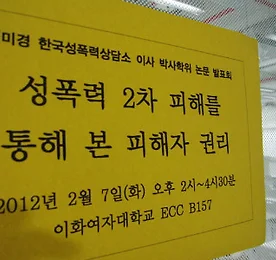 미경 한국성폭력상담소 이사 박사학위 논문 발표회
성폭력 2차 피해를
통해 본 피해자 권리
2012년 2월 7일(화) 오후 2시~4시30분
이화여자대학교 ECC B157